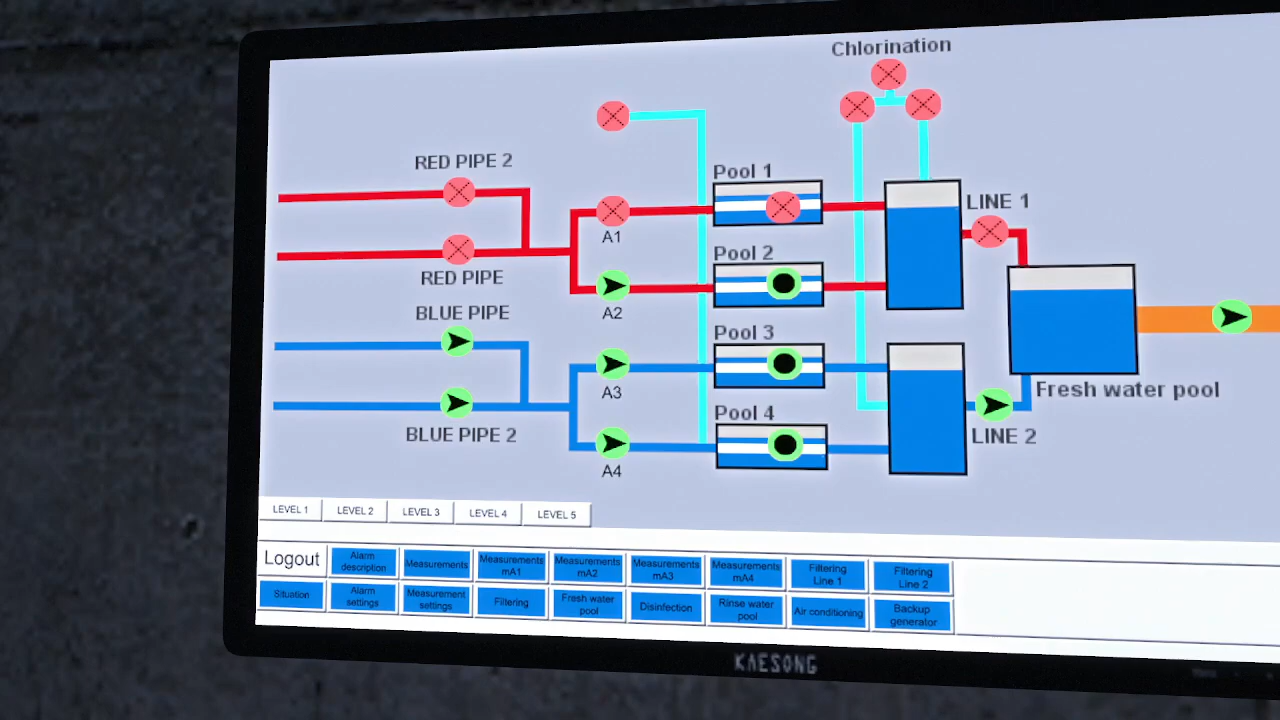 Chlorination
RED PIPE 2
Pool 1
LINE 1
A1
Pool 2
RED PIPE
BLUE PIPE
A2
Pool 3
Fresh water pool
A3
Pool 4
BLUE PIPE 2
LINE 2
A4
LEVEL 1
LEVEL 2
LEVEL 3
LEVEL 4
LEVEL 5
Logout
Alarm
description
Measurements
Measurements
mA1
Measurements
mA2
Measurements
mA3
Measurements
mA4
Filtering
Line 1
Filtering
Line 2
Situation
Alarm
settings
Measurement
settings
Filtering
Fresh water
pool
Disinfection
Rinse water
pool
Air conditioning
Backup
generator
KAESONG